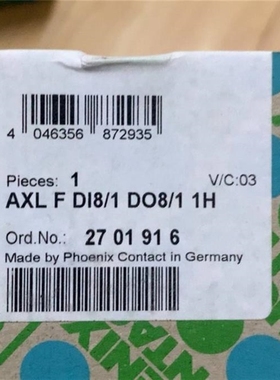 4 046356 872935
Pieces: 1 V/C:03
AXL F DI8/1 DO8/1 1H
Ord.No.: 27 01 91 6
Made by Phoenix Contact in Germany